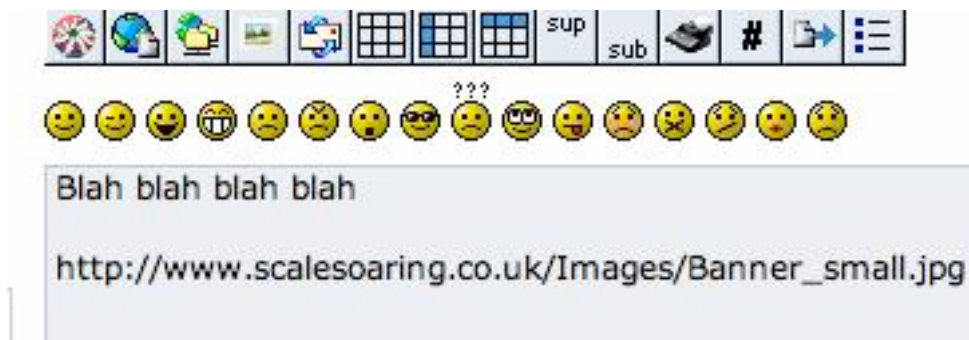 sup
sub
#
???
Blah blah blah blah
http://www.scalesoaring.co.uk/Images/Banner_small.jpg